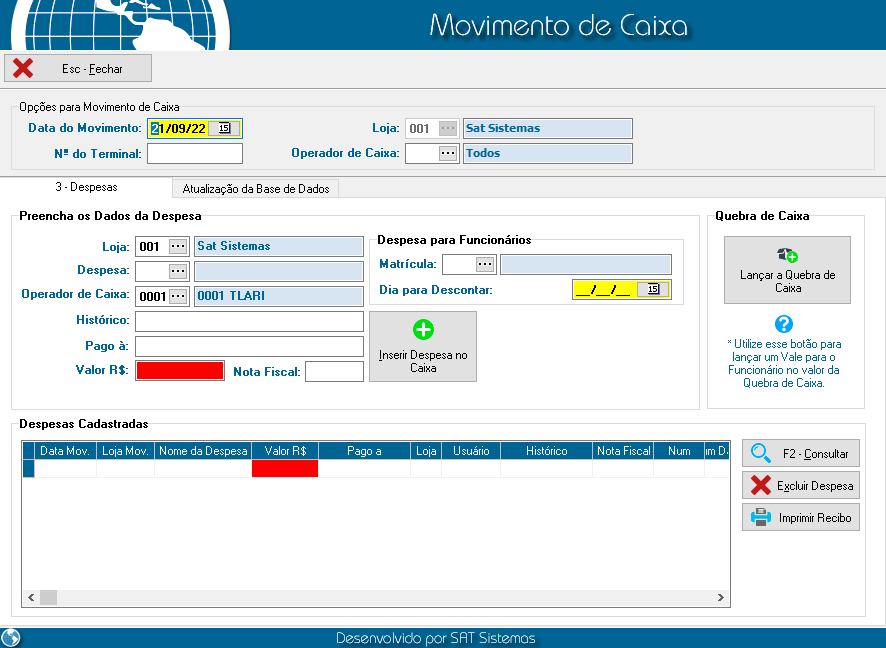 Movimento de Caixa
Esc - Fechar
Opções para Movimento de Caixa
Data do Movimento: 21/09/22 15 Loja: 001 ... Sat Sistemas
Nº do Terminal: Operador de Caixa: ... Todos
3 - Despesas Atualização da Base de Dados
Preencha os Dados da Despesa
Loja: 001 ... Sat Sistemas
Despesa: ...
Operador de Caixa: 0001 ... 0001 TLARI
Histórico:
Pago à:
Valor R$: Nota Fiscal:
Despesa para Funcionários
Matrícula: ...
Dia para Descontar: __/__/__ 15
Inserir Despesa no
Caixa
Quebra de Caixa
Lançar a Quebra de
Caixa
* Utilize esse botão para
lançar um Vale para o
Funcionário no valor da
Quebra de Caixa.
Despesas Cadastradas
Data Mov. Loja Mov. Nome da Despesa Valor R$ Pago a Loja Usuário Histórico Nota Fiscal Num
F2 - Consultar
Excluir Despesa
Imprimir Recibo
Desenvolvido por SAT Sistemas